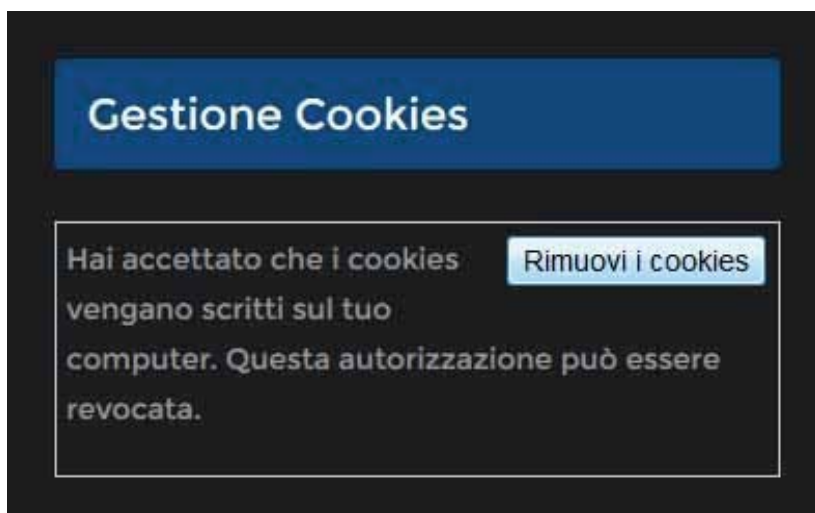 Gestione Cookies
Hai accettato che i cookies
Rimuovi i cookies
vengano scritti sul tuo
computer. Questa autorizzazione può essere
revocata.